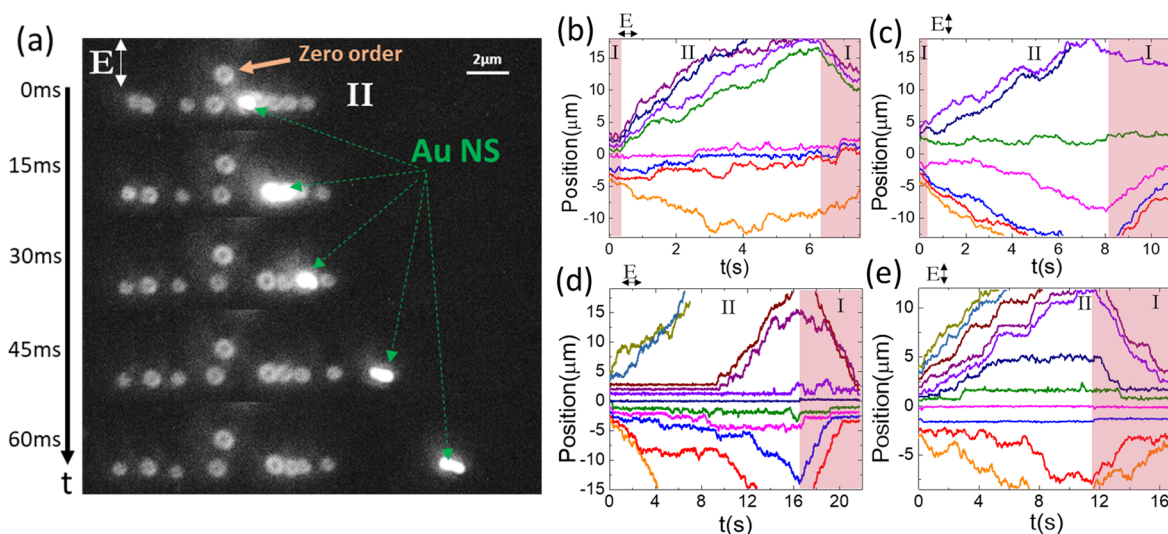 (a)
E
Zero order
2μm
0ms
II
Au NS
15ms
30ms
45ms
60ms
t
(b)
E
I
II
I
15
10
5
0
-5
-10
Position(μm)
0
2
4
6
t(s)
(c)
E
I
II
I
15
10
5
0
-5
-10
Position(μm)
0
2
4
6
8
10
t(s)
(d)
E
II
I
15
10
5
0
-5
-10
-15
Position(μm)
0
4
8
12
16
20
t(s)
(e)
E
II
I
10
5
0
-5
Position(μm)
0
4
8
12
16
t(s)